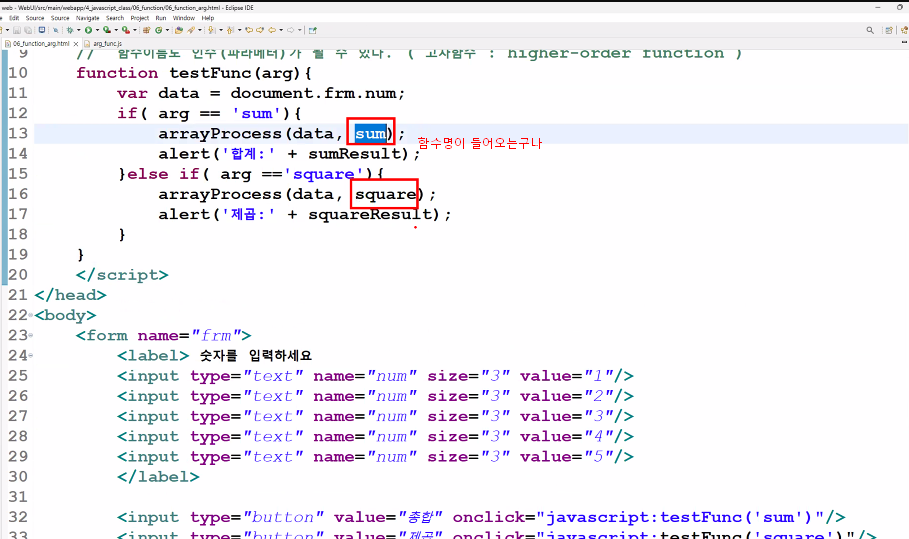 web - WebUI/src/main/webapp/4_javascript_class/06_function/06_function_arg.html - Eclipse IDE
File Edit Source Source Navigate Search Project Run Window Help
06_function_arg.html arg_func.js
9 // 함수이름도 인수(파라메터)가 될 수 있다. ( 고차함수 : higher-order function )
10 function testFunc(arg){
11 var data = document.frm.num;
12 if( arg == 'sum'){
13 arrayProcess(data, sum);
함수명이 들어오는구나
14 alert('합계:' + sumResult);
15 }else if( arg =='square'){
16 arrayProcess(data, square);
17 alert('제곱:' + squareResult);
18 }
19 }
20 </script>
21 </head>
22 <body>
23 <form name="frm">
24 <label> 숫자를 입력하세요
25 <input type="text" name="num" size="3" value="1"/>
26 <input type="text" name="num" size="3" value="2"/>
27 <input type="text" name="num" size="3" value="3"/>
28 <input type="text" name="num" size="3" value="4"/>
29 <input type="text" name="num" size="3" value="5"/>
30 </label>
31
32 <input type="button" value="총합" onclick="javascript:testFunc('sum')"/>
33 <input type="button" value="제곱" onclick="javascript:testFunc('square')"/>